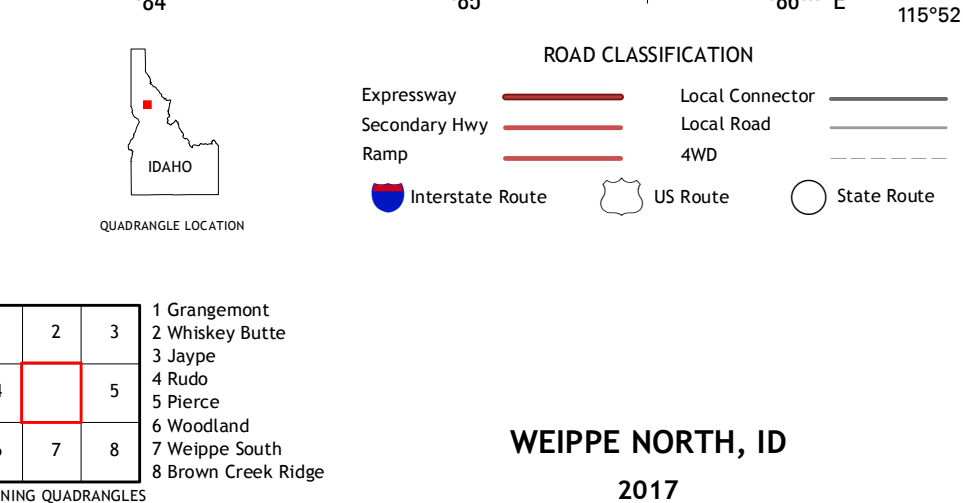 115°52
ROAD CLASSIFICATION
Expressway
Secondary Hwy
Ramp
Local Connector
Local Road
4WD
Interstate Route
US Route
State Route
IDAHO
QUADRANGLE LOCATION
2 3
5
7 8
1 Grangemont
2 Whiskey Butte
3 Jaype
4 Rudo
5 Pierce
6 Woodland
7 Weippe South
8 Brown Creek Ridge
QUADRANGLES
WEIPPE NORTH, ID
2017